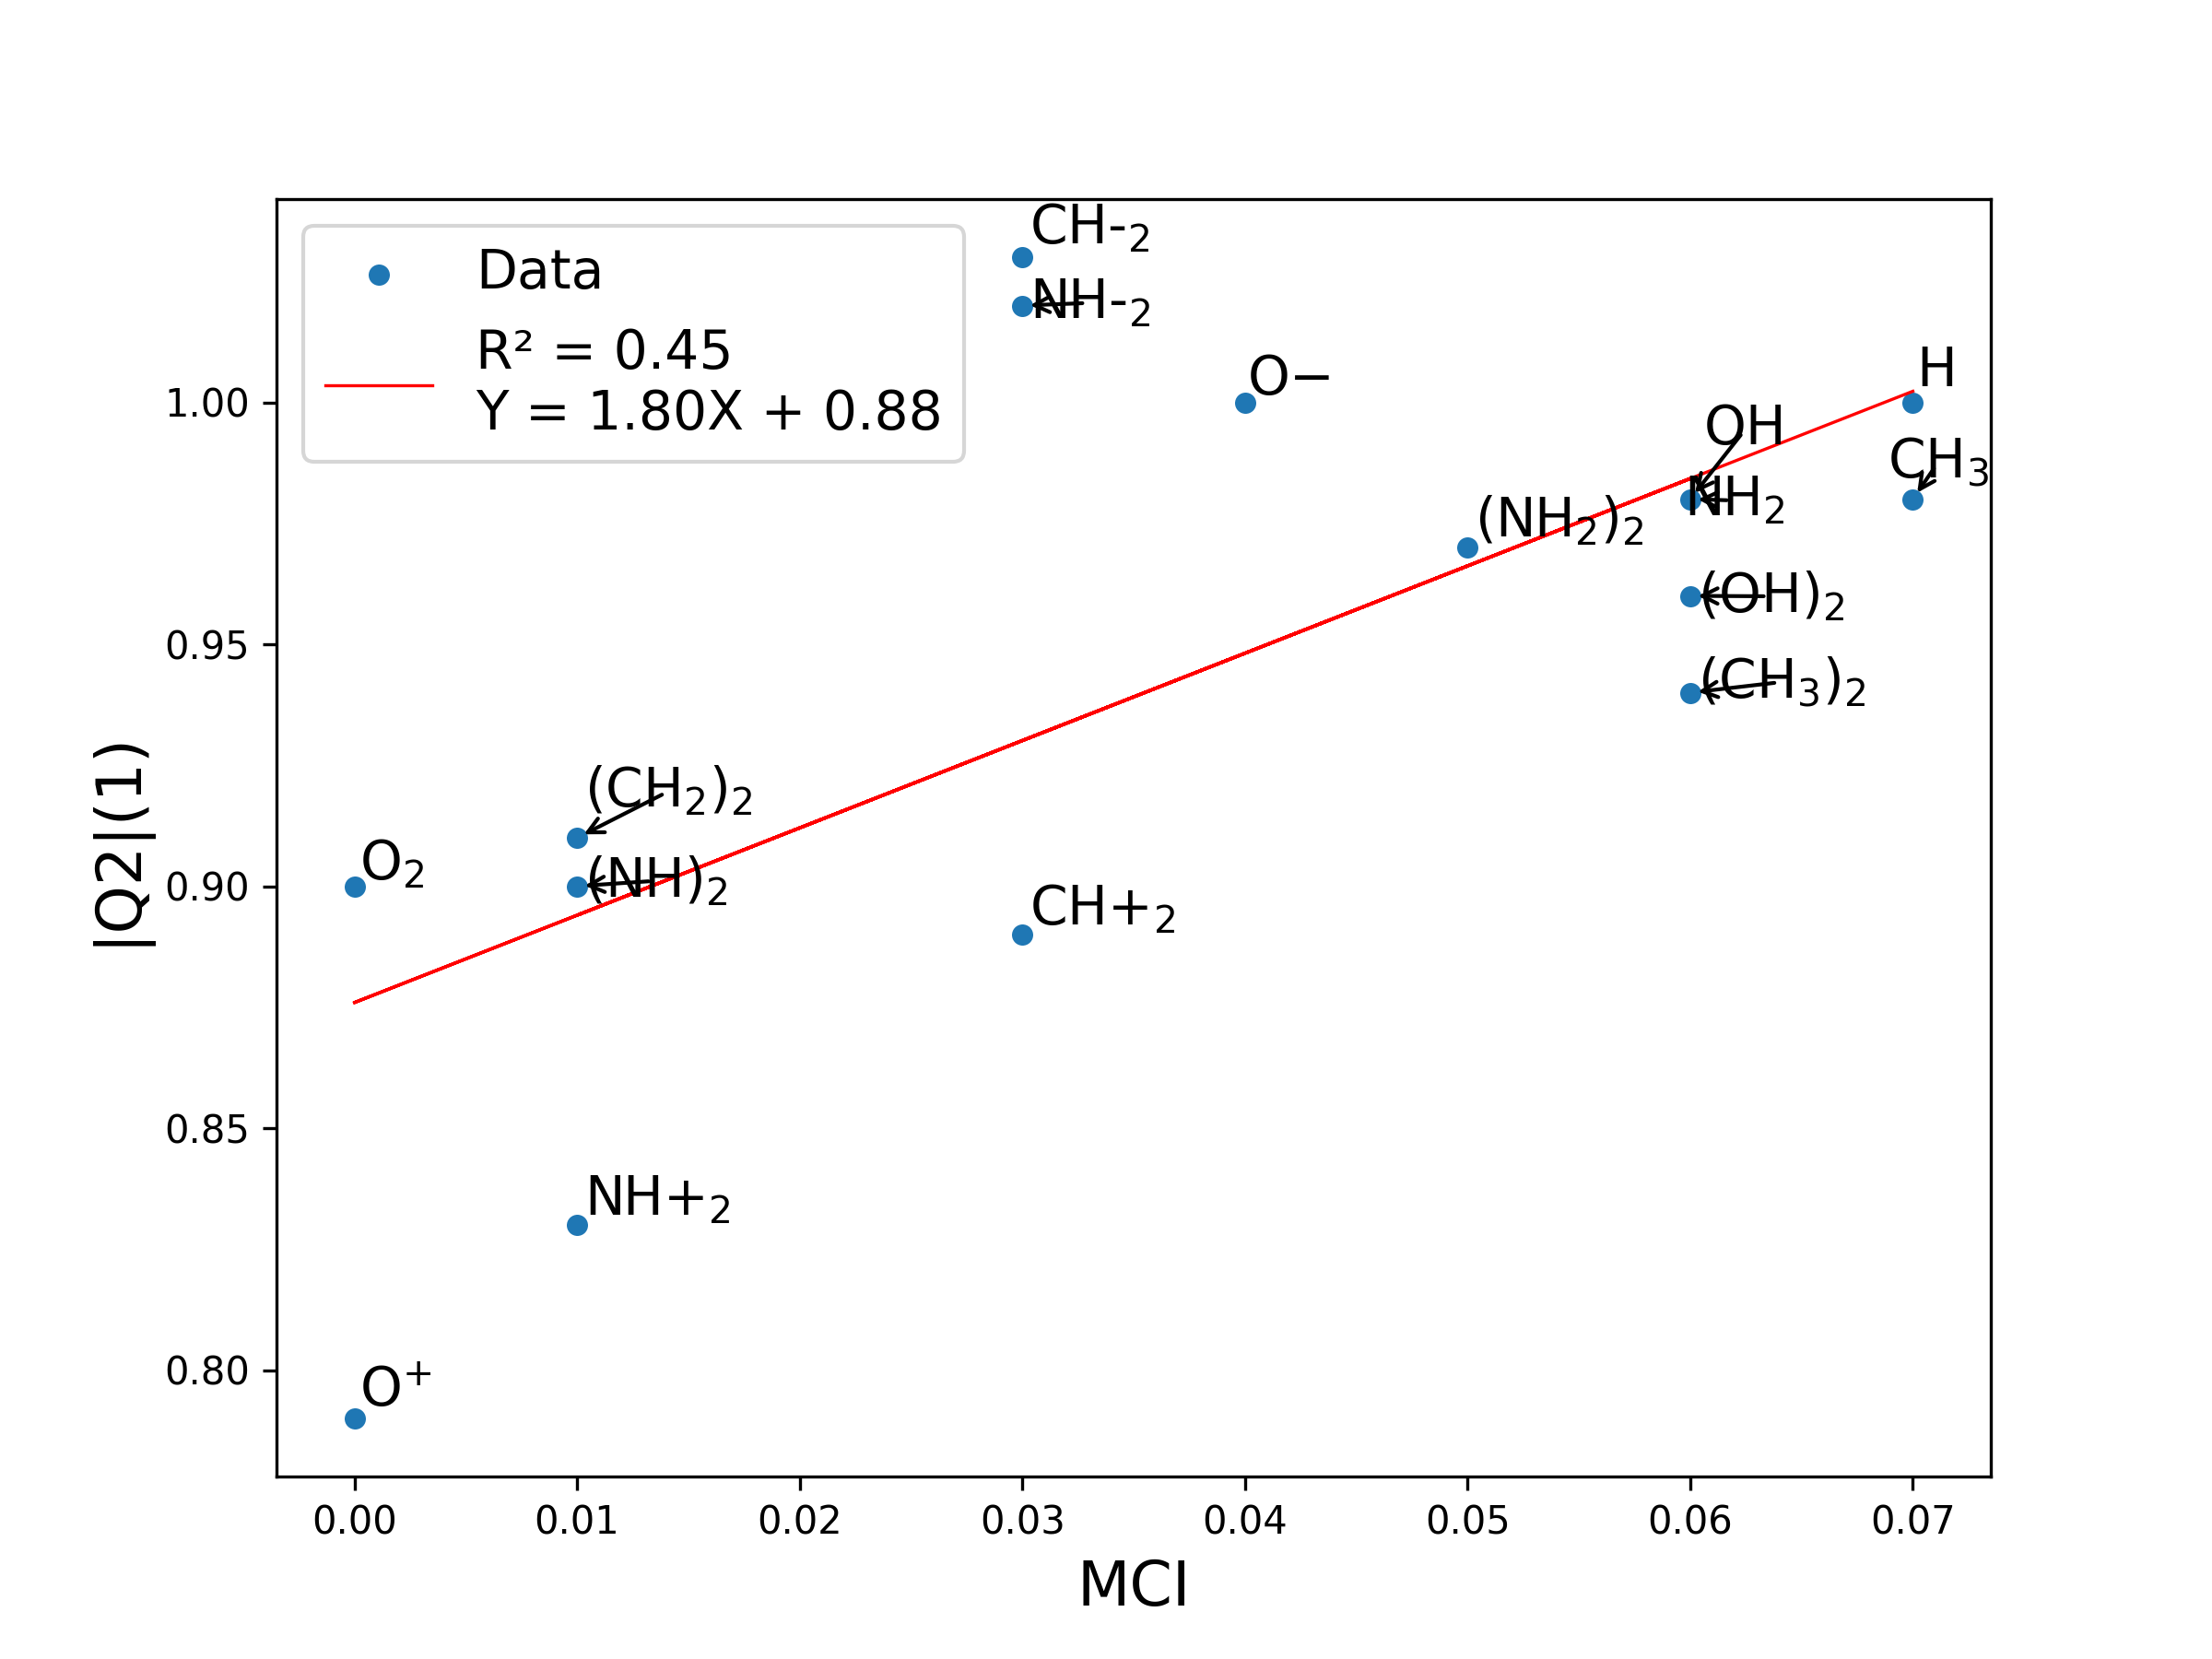 Data
R² = 0.45
Y = 1.80X + 0.88
CH-₂
NH-₂
O−
H
OH
CH₃
NH₂
(NH₂)₂
(OH)₂
(CH₃)₂
(CH₂)₂
O₂
(NH)₂
CH+₂
NH+₂
O⁺
1.00
0.95
0.90
0.85
0.80
|Q2|(1)
0.00 0.01 0.02 0.03 0.04 0.05 0.06 0.07
MCI